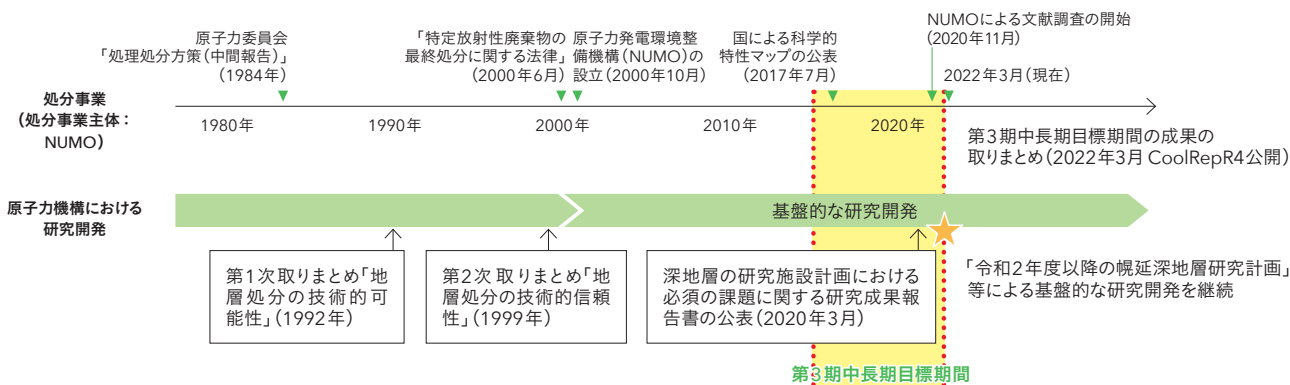 原子力委員会
「処理処分方策(中間報告)」
(1984年)
「特定放射性廃棄物の
最終処分に関する法律」
(2000年6月)
原子力発電環境整
備機構(NUMO)の
設立(2000年10月)
国による科学的
特性マップの公表
(2017年7月)
NUMOによる文献調査の開始
(2020年11月)
2022年3月(現在)
処分事業
(処分事業主体:
NUMO)
1980年
1990年
2000年
2010年
2020年
第3期中長期目標期間の成果の
取りまとめ(2022年3月 CoolRepR4公開)
原子力機構における
研究開発
基盤的な研究開発
第1次取りまとめ「地
層処分の技術的可
能性」(1992年)
第2次取りまとめ「地
層処分の技術的信頼
性」(1999年)
深地層の研究施設計画における
必須の課題に関する研究成果報
告書の公表(2020年3月)
「令和2年度以降の幌延深地層研究計画」
等による基盤的な研究開発を継続
第3期中長期目標期間